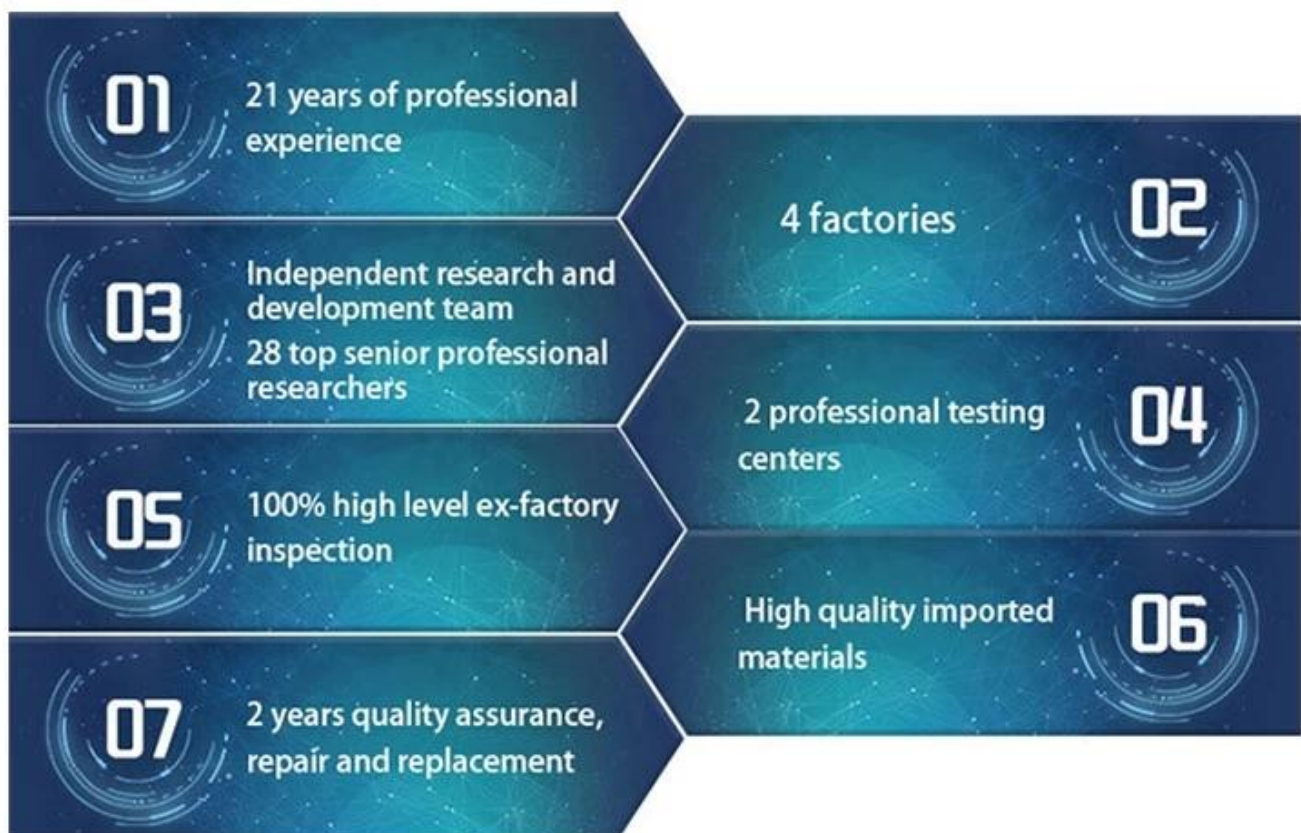 01
21 years of professional
experience
02
4 factories
03
Independent research and
development team
28 top senior professional
researchers
04
2 professional testing
centers
05
100% high level ex-factory
inspection
06
High quality imported
materials
07
2 years quality assurance,
repair and replacement